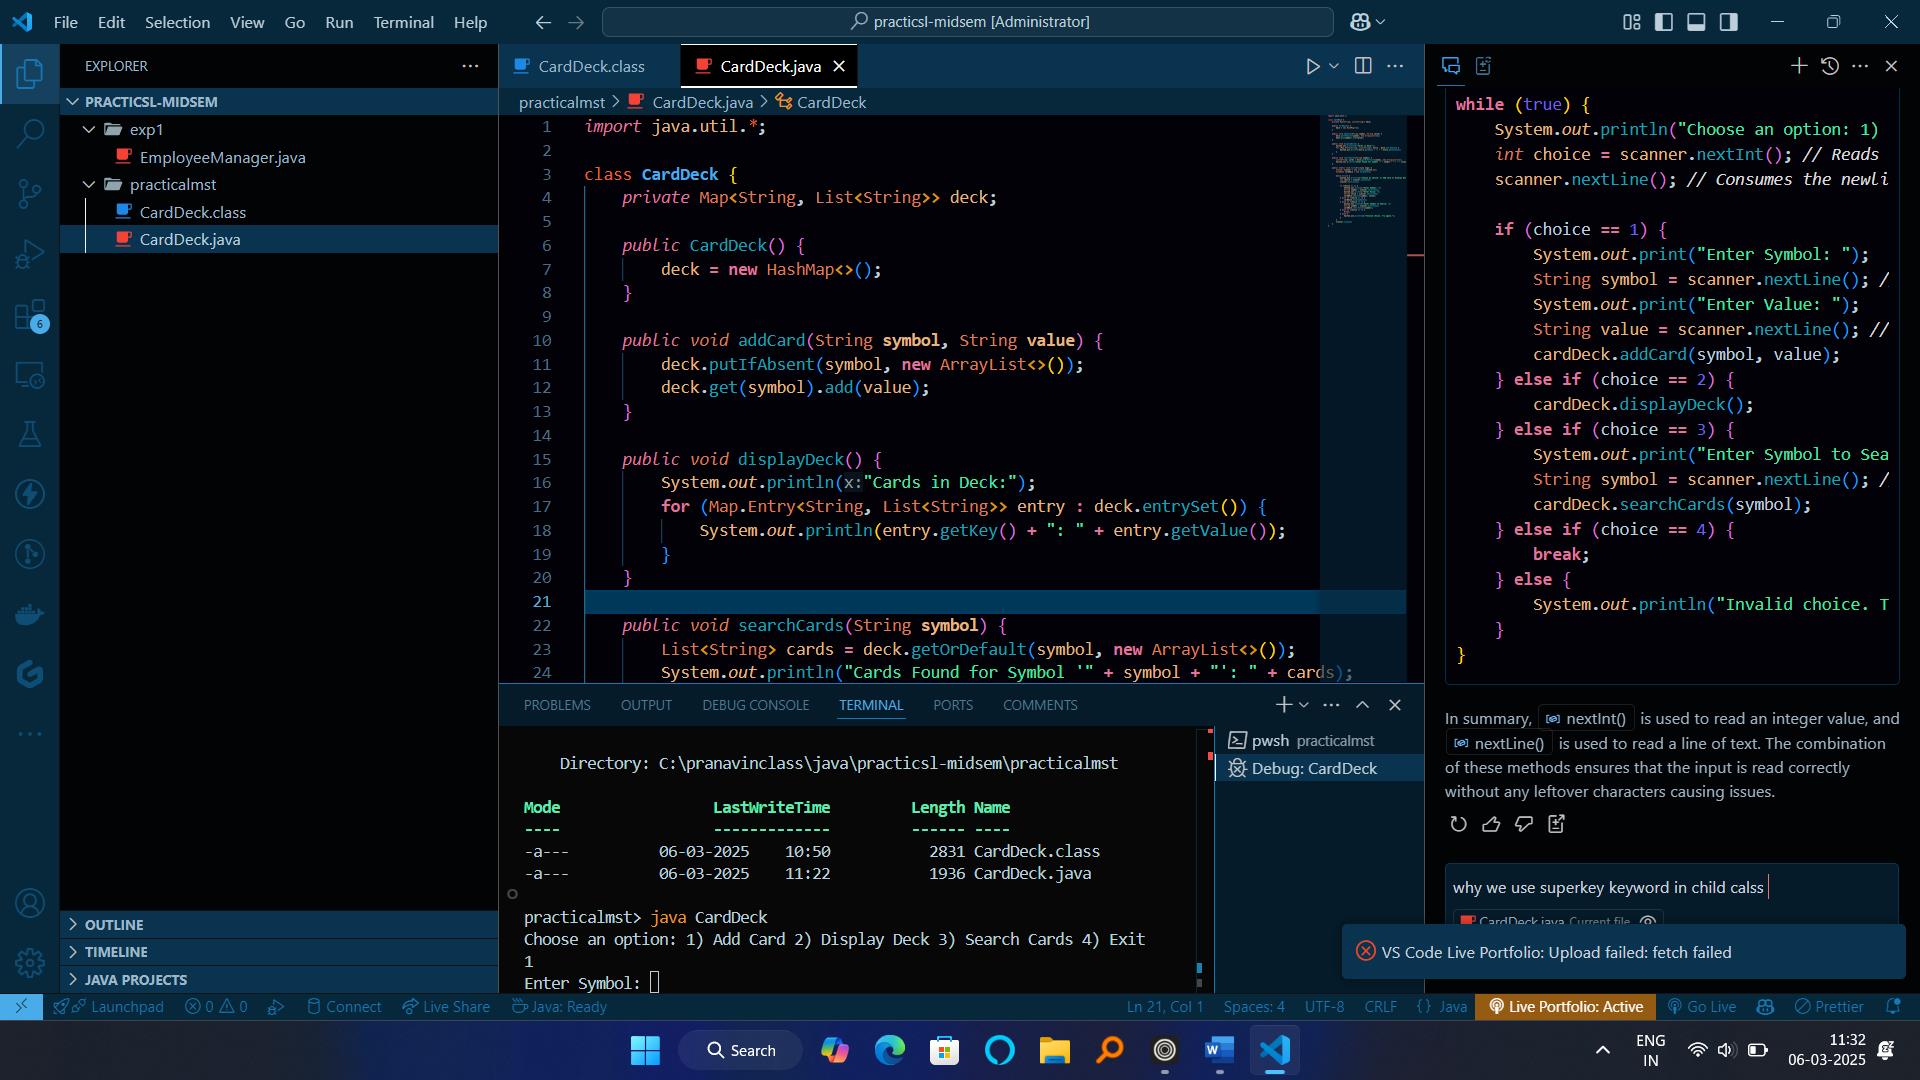 File Edit Selection View Go Run Terminal Help
practicsl-midsem [Administrator]
EXPLORER
PRACTICSL-MIDSEM
exp1
EmployeeManager.java
practicalmst
CardDeck.class
CardDeck.java
6
OUTLINE
TIMELINE
JAVA PROJECTS
CardDeck.class
CardDeck.java
practicalmst > CardDeck.java > CardDeck
1 import java.util.*;
2
3 class CardDeck {
4 private Map<String, List<String>> deck;
5
6 public CardDeck() {
7 deck = new HashMap<>();
8 }
9
10 public void addCard(String symbol, String value) {
11 deck.putIfAbsent(symbol, new ArrayList<>());
12 deck.get(symbol).add(value);
13 }
14
15 public void displayDeck() {
16 System.out.println(x:"Cards in Deck:");
17 for (Map.Entry<String, List<String>> entry : deck.entrySet()) {
18 System.out.println(entry.getKey() + ": " + entry.getValue());
19 }
20 }
21
22 public void searchCards(String symbol) {
23 List<String> cards = deck.getOrDefault(symbol, new ArrayList<>());
24 System.out.println("Cards Found for Symbol '" + symbol + "': " + cards);
PROBLEMS OUTPUT DEBUG CONSOLE TERMINAL PORTS COMMENTS
Directory: C:\pranavinclass\java\practicsl-midsem\practicalmst
Mode LastWriteTime Length Name
---- ------------- ------ ----
-a--- 06-03-2025 10:50 2831 CardDeck.class
-a--- 06-03-2025 11:22 1936 CardDeck.java
practicalmst> java CardDeck
Choose an option: 1) Add Card 2) Display Deck 3) Search Cards 4) Exit
1
Enter Symbol:
pwsh practicalmst
Debug: CardDeck
while (true) {
System.out.println("Choose an option: 1)
int choice = scanner.nextInt(); // Reads
scanner.nextLine(); // Consumes the newli
if (choice == 1) {
System.out.print("Enter Symbol: ");
String symbol = scanner.nextLine(); /
System.out.print("Enter Value: ");
String value = scanner.nextLine(); //
cardDeck.addCard(symbol, value);
} else if (choice == 2) {
cardDeck.displayDeck();
} else if (choice == 3) {
System.out.print("Enter Symbol to Sea
String symbol = scanner.nextLine(); /
cardDeck.searchCards(symbol);
} else if (choice == 4) {
break;
} else {
System.out.println("Invalid choice. T
}
}
In summary, nextInt() is used to read an integer value, and
nextLine() is used to read a line of text. The combination
of these methods ensures that the input is read correctly
without any leftover characters causing issues.
why we use superkey keyword in child calss
CardDeck.java Current file
VS Code Live Portfolio: Upload failed: fetch failed
Launchpad 0 0 Connect Live Share Java: Ready Ln 21, Col 1 Spaces: 4 UTF-8 CRLF {} Java Live Portfolio: Active Go Live Prettier
Search
ENG
IN
11:32
06-03-2025